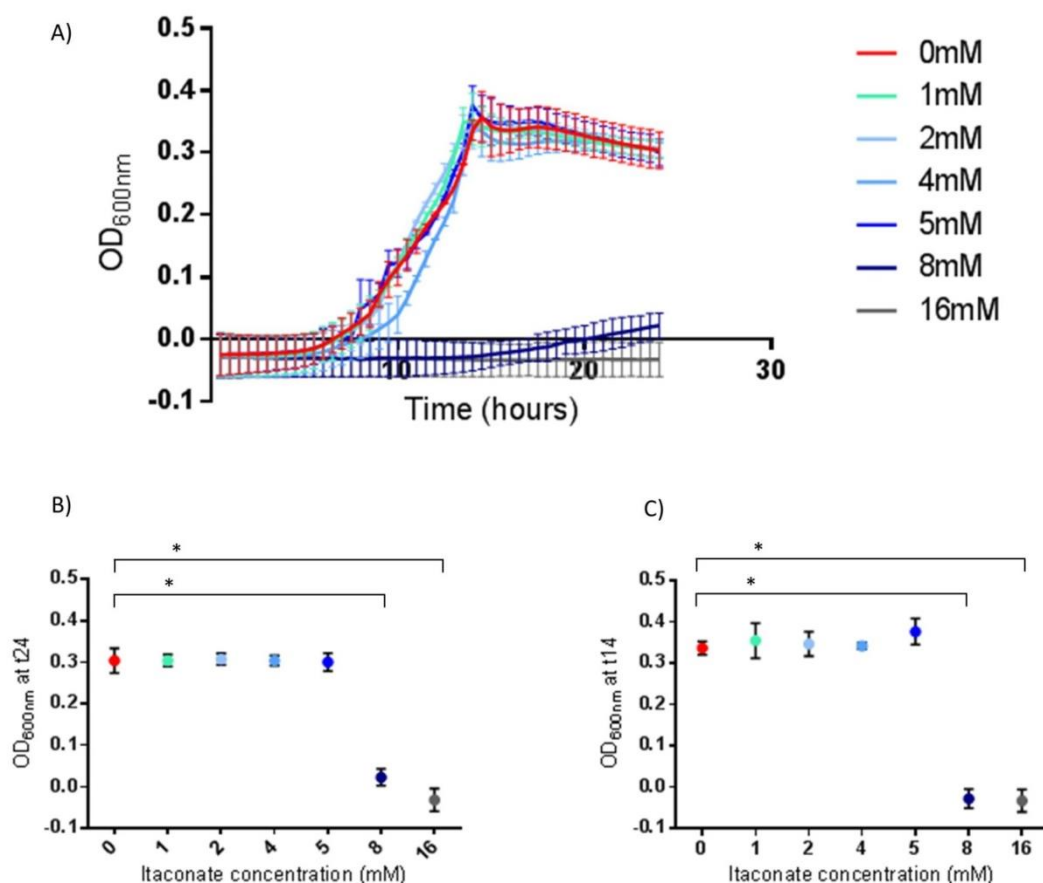 A)
0.5
0.4
0.3
0.2
0.1
0.0
-0.1
OD600nm
10
20
30
Time (hours)
0mM
1mM
2mM
4mM
5mM
8mM
16mM
B)
*
*
0.5
0.4
0.3
0.2
0.1
0.0
-0.1
OD600nm at t24
0 1 2 4 5 8 16
Itaconate concentration (mM)
C)
*
*
0.5
0.4
0.3
0.2
0.1
0.0
-0.1
OD600nm at t14
0 1 2 4 5 8 16
Itaconate concentration (mM)